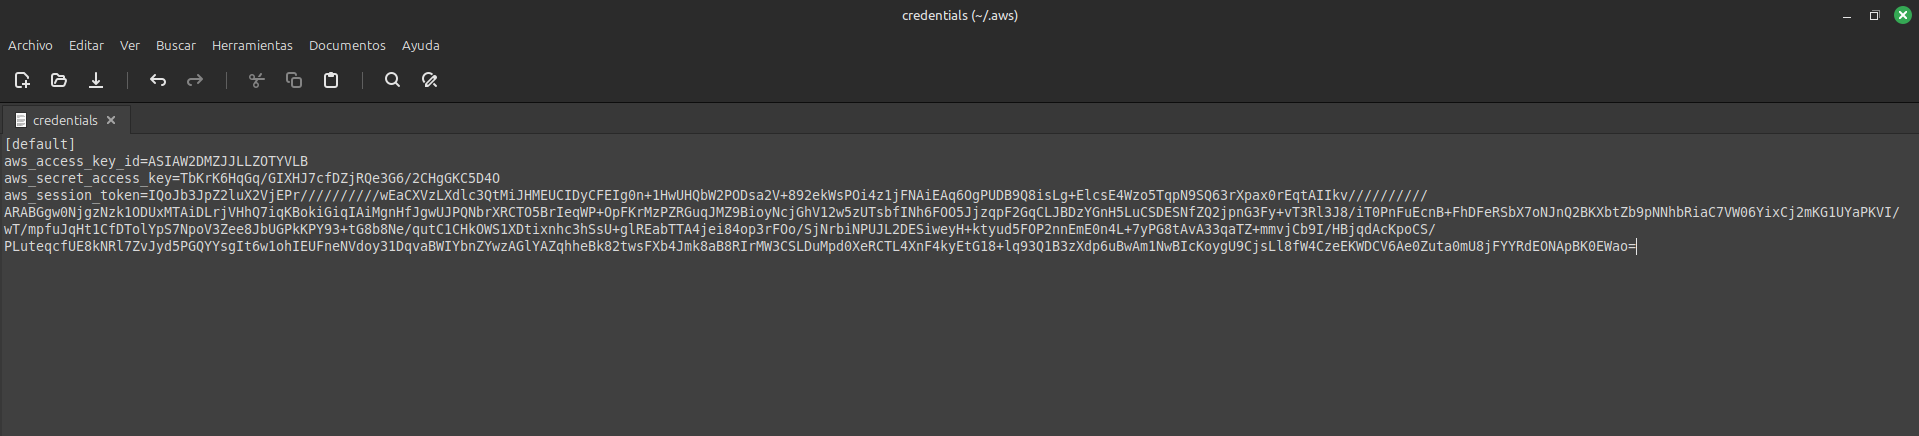 credentials (~/.aws)
Archivo Editar Ver Buscar Herramientas Documentos Ayuda
credentials
[default]
aws_access_key_id=ASIAW2DMZJJLLZOTYVLB
aws_secret_access_key=TbKrK6HqGq/GIXHJ7cfDZjRQe3G6/2CHgGKC5D4O
aws_session_token=IQoJb3JpZ2luX2VjEPr//////////wEaCXVzLXdlc3QtMiJHMEUCIDyCFEIg0n+1HwUHQbW2PODsa2V+892ekWsPOi4z1jFNAiEAq6OgPUDB9Q8isLg+ElcsE4Wzo5TqpN9SQ63rXpax0rEqtAIIkv//////////
ARABGgw0NjgzNzk1ODUxMTAiDLrjVHhQ7iqKBokiGiqIAiMgnHfJgwUJPQNbrXRCTO5BrIeqWP+OpFKrMzPZRGuqJMZ9BioyNcjGhV12w5zUTsbfINh6FOO5JjzqpF2GqCLJBDzYGnH5LuCSDESNfZQ2jpnG3Fy+vT3Rl3J8/iT0PnFuEcnB+FhDFeRSbX7oNJnQ2BKXbtZb9pNNhbRiaC7VW06YixCj2mKG1UYaPKVI/
wT/mpfuJqHt1CfDTolYpS7NpoV3Zee8JbUGPkKPY93+tG8b8Ne/qutC1CHkOWS1XDtixnhc3hSsU+glREabTTA4jei84op3rFOo/SjNrbiNPUJL2DESiweyH+ktyud5FOP2nnEmE0n4L+7yPG8tAvA33qaTZ+mmvjCb9I/HBjqdAcKpoCS/
PLuteqcfUE8kNRl7ZvJyd5PGQYYsgIt6w1ohIEUFneNVdoy31DqvaBWIYbnZYwzAGlYAZqhheBk82twsFXb4Jmk8aB8RIrMW3CSLDuMpd0XeRCTL4XnF4kyEtG18+lq93Q1B3zXdp6uBwAm1NwBIcKoygU9CjsLl8fW4CzeEKWDCV6Ae0Zuta0mU8jFYYRdEONApBK0EWao=